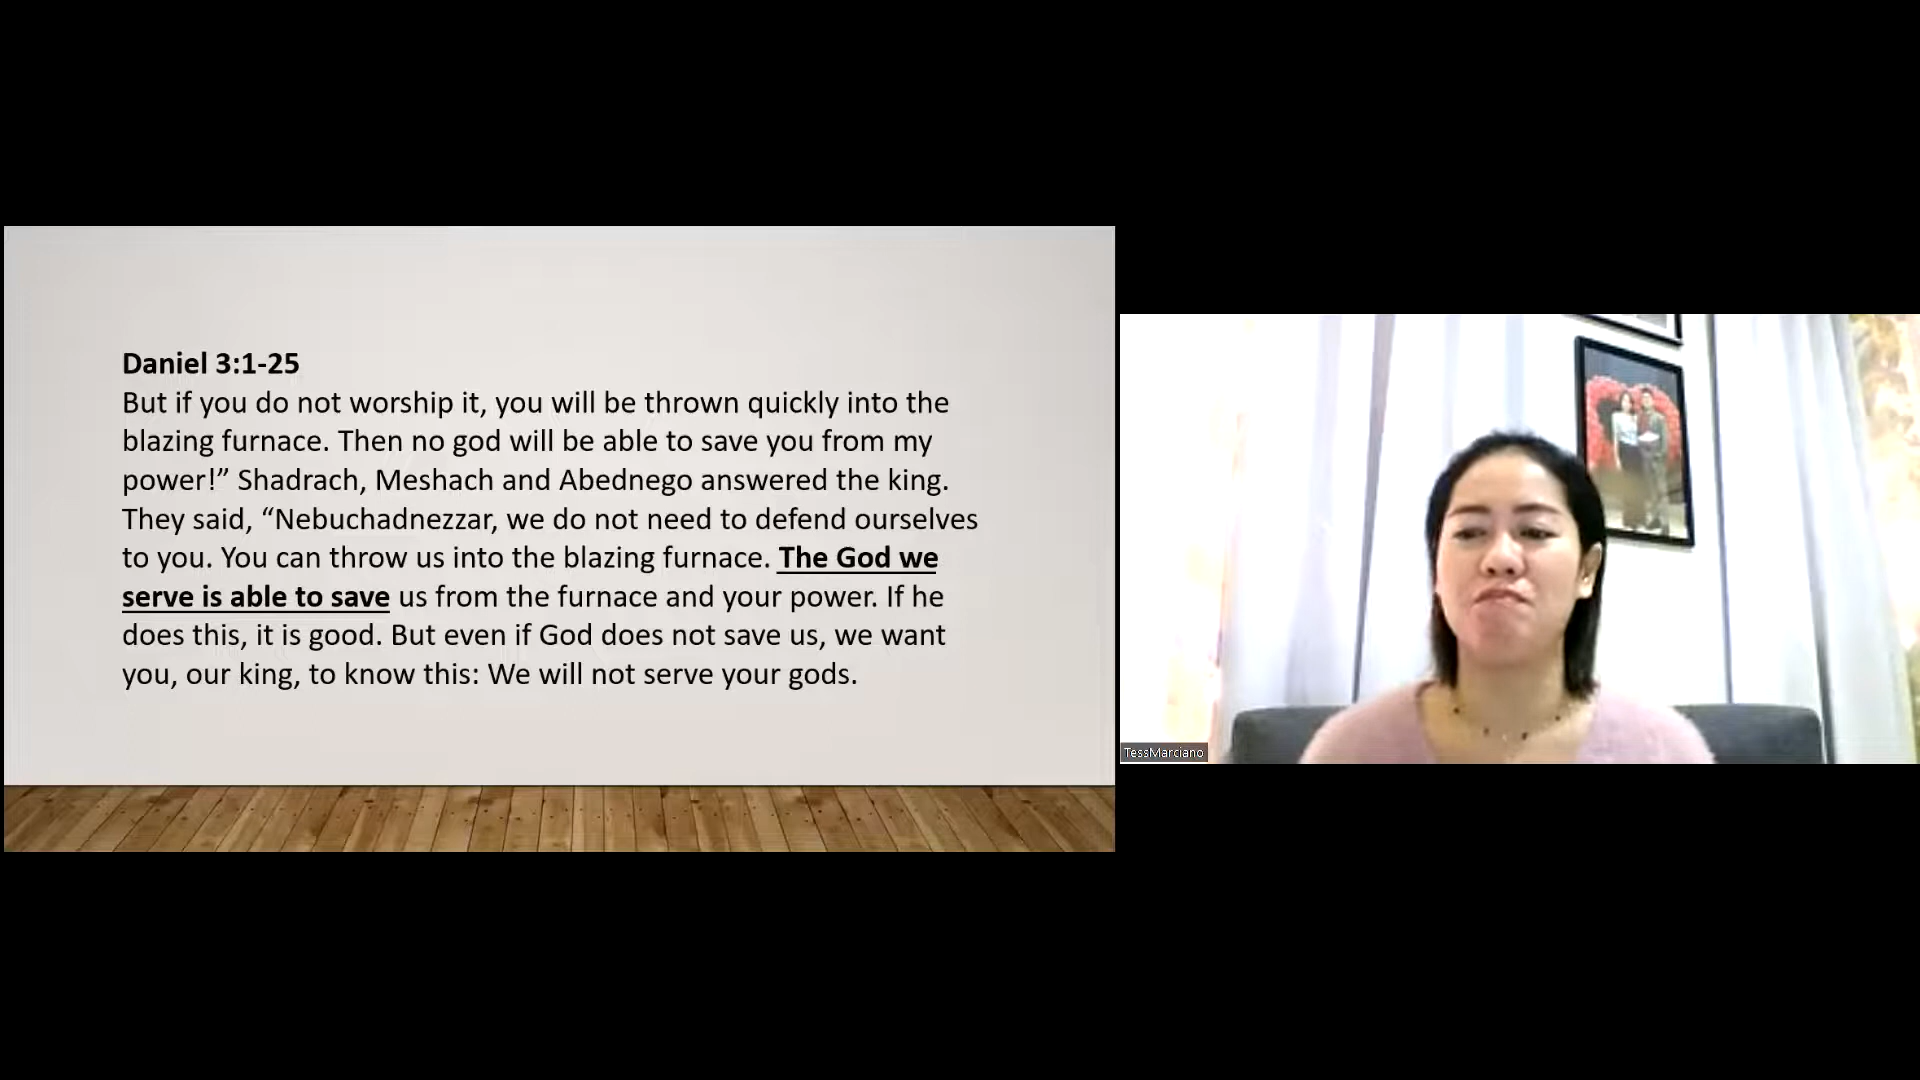 Daniel 3:1-25
But if you do not worship it, you will be thrown quickly into the
blazing furnace. Then no god will be able to save you from my
power!” Shadrach, Meshach and Abednego answered the king.
They said, “Nebuchadnezzar, we do not need to defend ourselves
to you. You can throw us into the blazing furnace. The God we
serve is able to save us from the furnace and your power. If he
does this, it is good. But even if God does not save us, we want
you, our king, to know this: We will not serve your gods.
TessMarciano